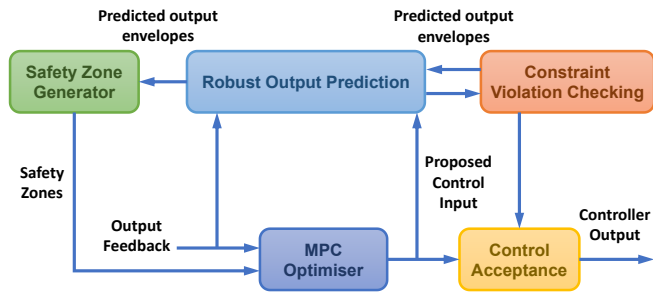 Predicted output
envelopes
Predicted output
envelopes
Safety Zone
Generator
Robust Output Prediction
Constraint
Violation Checking
Safety
Zones
Proposed
Control
Input
Output
Feedback
Controller
Output
MPC
Optimiser
Control
Acceptance